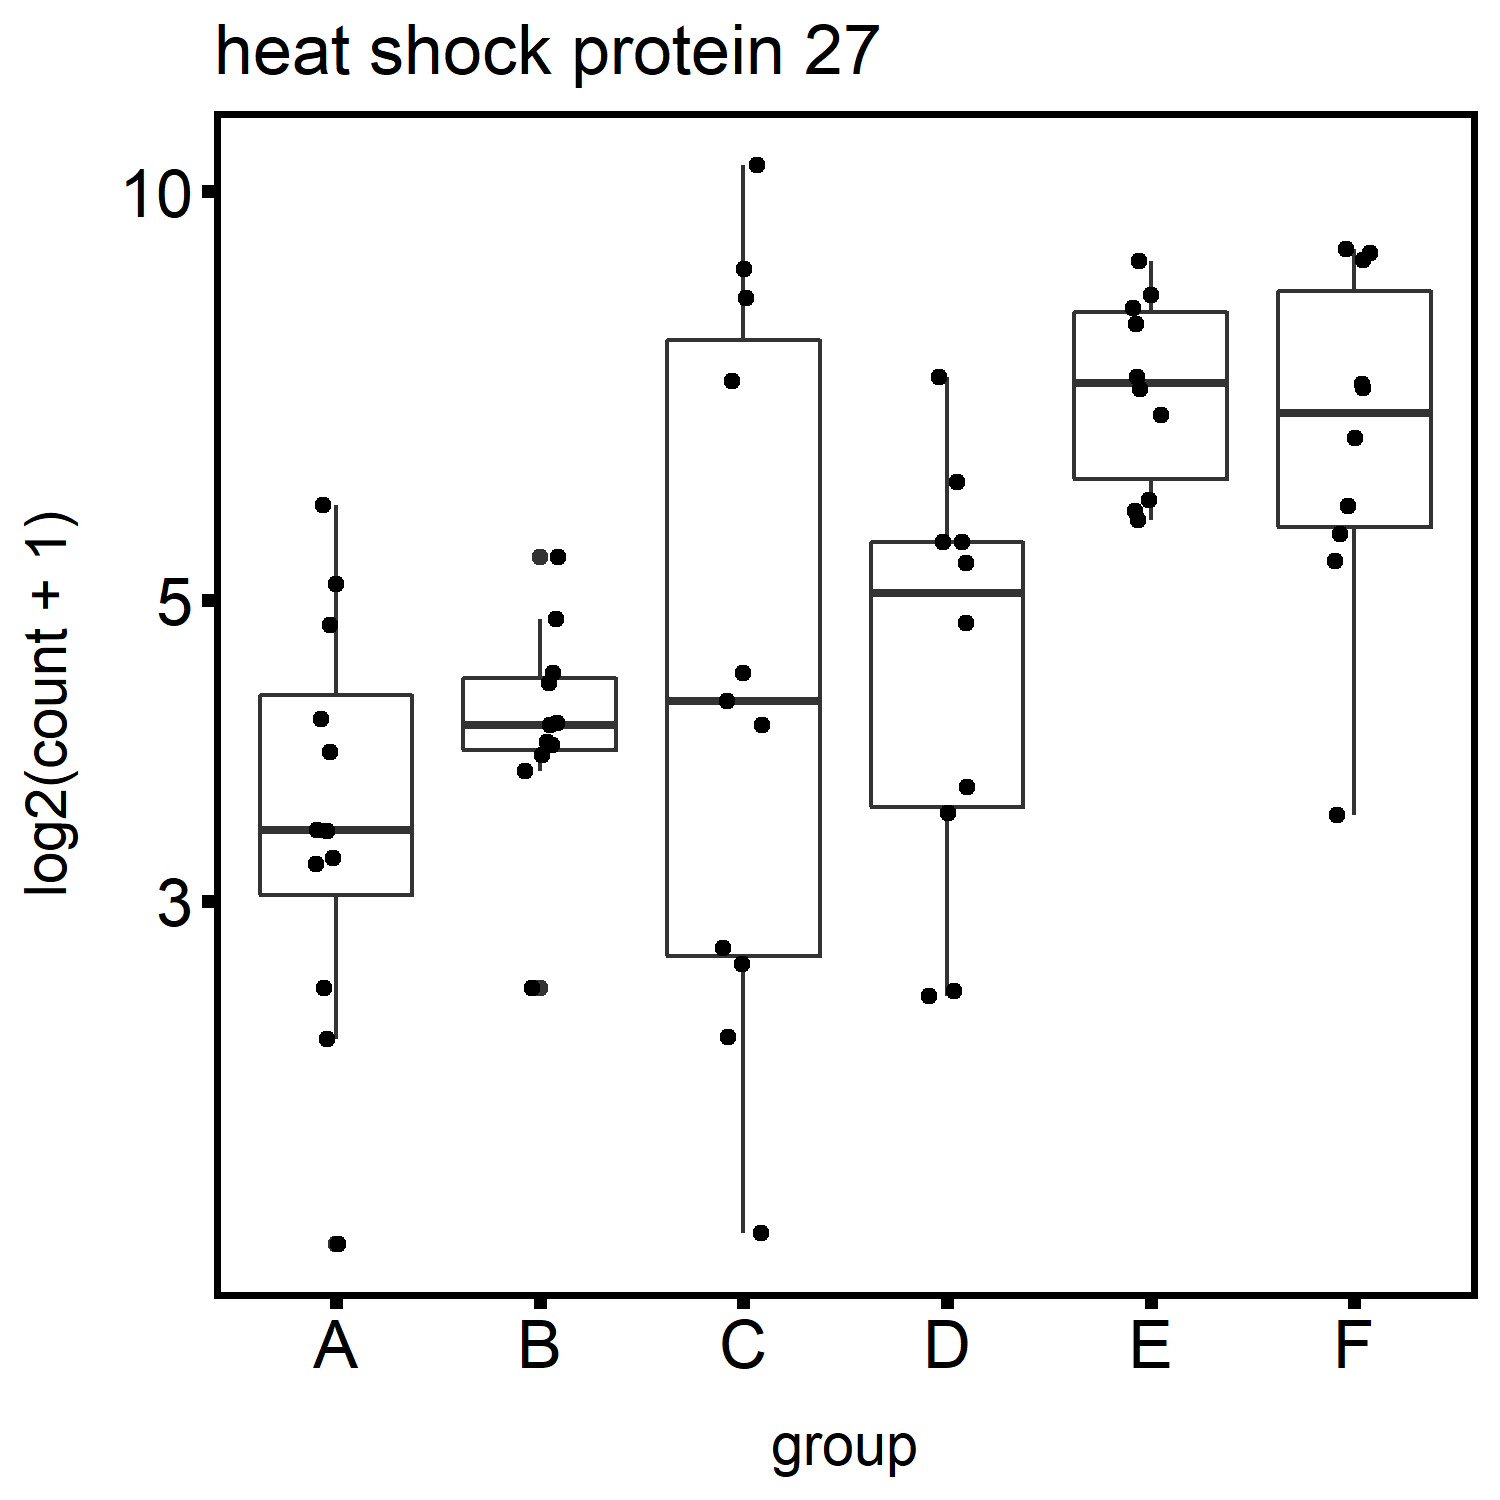 heat shock protein 27
log2(count + 1)
10
5
3
A B C D E F
group